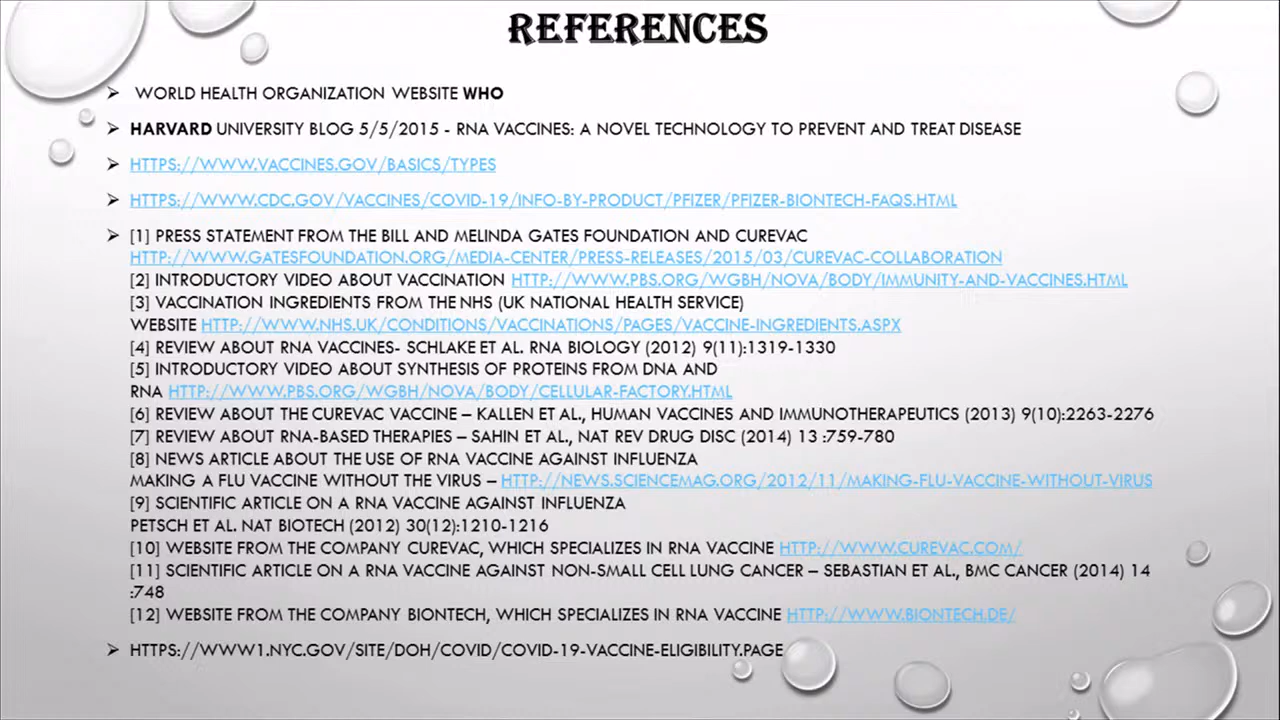 REFERENCES
WORLD HEALTH ORGANIZATION WEBSITE WHO
HARVARD UNIVERSITY BLOG 5/5/2015 - RNA VACCINES: A NOVEL TECHNOLOGY TO PREVENT AND TREAT DISEASE
HTTPS://WWW.VACCINES.GOV/BASICS/TYPES
HTTPS://WWW.CDC.GOV/VACCINES/COVID-19/INFO-BY-PRODUCT/PFIZER/PFIZER-BIONTECH-FAQS.HTML
[1] PRESS STATEMENT FROM THE BILL AND MELINDA GATES FOUNDATION AND CUREVAC
HTTP://WWW.GATESFOUNDATION.ORG/MEDIA-CENTER/PRESS-RELEASES/2015/03/CUREVAC-COLLABORATION
[2] INTRODUCTORY VIDEO ABOUT VACCINATION HTTP://WWW.PBS.ORG/WGBH/NOVA/BODY/IMMUNITY-AND-VACCINES.HTML
[3] VACCINATION INGREDIENTS FROM THE NHS (UK NATIONAL HEALTH SERVICE)
WEBSITE HTTP://WWW.NHS.UK/CONDITIONS/VACCINATIONS/PAGES/VACCINE-INGREDIENTS.ASPX
[4] REVIEW ABOUT RNA VACCINES- SCHLAKE ET AL. RNA BIOLOGY (2012) 9(11):1319-1330
[5] INTRODUCTORY VIDEO ABOUT SYNTHESIS OF PROTEINS FROM DNA AND
RNA HTTP://WWW.PBS.ORG/WGBH/NOVA/BODY/CELLULAR-FACTORY.HTML
[6] REVIEW ABOUT THE CUREVAC VACCINE – KALLEN ET AL., HUMAN VACCINES AND IMMUNOTHERAPEUTICS (2013) 9(10):2263-2276
[7] REVIEW ABOUT RNA-BASED THERAPIES – SAHIN ET AL., NAT REV DRUG DISC (2014) 13 :759-780
[8] NEWS ARTICLE ABOUT THE USE OF RNA VACCINE AGAINST INFLUENZA
MAKING A FLU VACCINE WITHOUT THE VIRUS – HTTP://NEWS.SCIENCEMAG.ORG/2012/11/MAKING-FLU-VACCINE-WITHOUT-VIRUS
[9] SCIENTIFIC ARTICLE ON A RNA VACCINE AGAINST INFLUENZA
PETSCH ET AL. NAT BIOTECH (2012) 30(12):1210-1216
[10] WEBSITE FROM THE COMPANY CUREVAC, WHICH SPECIALIZES IN RNA VACCINE HTTP://WWW.CUREVAC.COM/
[11] SCIENTIFIC ARTICLE ON A RNA VACCINE AGAINST NON-SMALL CELL LUNG CANCER – SEBASTIAN ET AL., BMC CANCER (2014) 14
:748
[12] WEBSITE FROM THE COMPANY BIONTECH, WHICH SPECIALIZES IN RNA VACCINE HTTP://WWW.BIONTECH.DE/
HTTPS://WWW1.NYC.GOV/SITE/DOH/COVID/COVID-19-VACCINE-ELIGIBILITY.PAGE